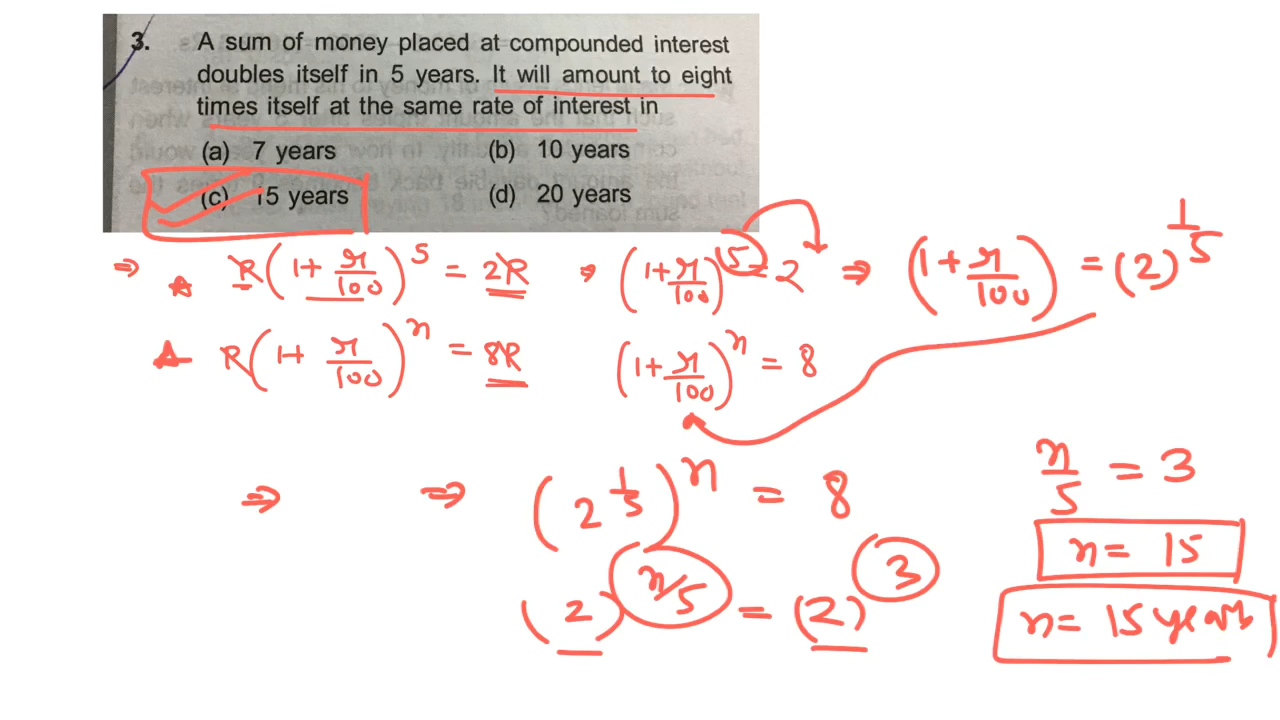 3. A sum of money placed at compounded interest
doubles itself in 5 years. It will amount to eight
times itself at the same rate of interest in
(a) 7 years (b) 10 years
(c) 15 years (d) 20 years
⇒ R(1+ r/100)^5 = 2R ⇒ (1+r/100)^5 = 2 ⇒ (1+r/100) = (2)^1/5
R(1+ r/100)^n = 8R (1+r/100)^n = 8
⇒ ⇒ (2^1/5)^n = 8
n/5 = 3
(2)^n/5 = (2)^3
n = 15
n = 15 years